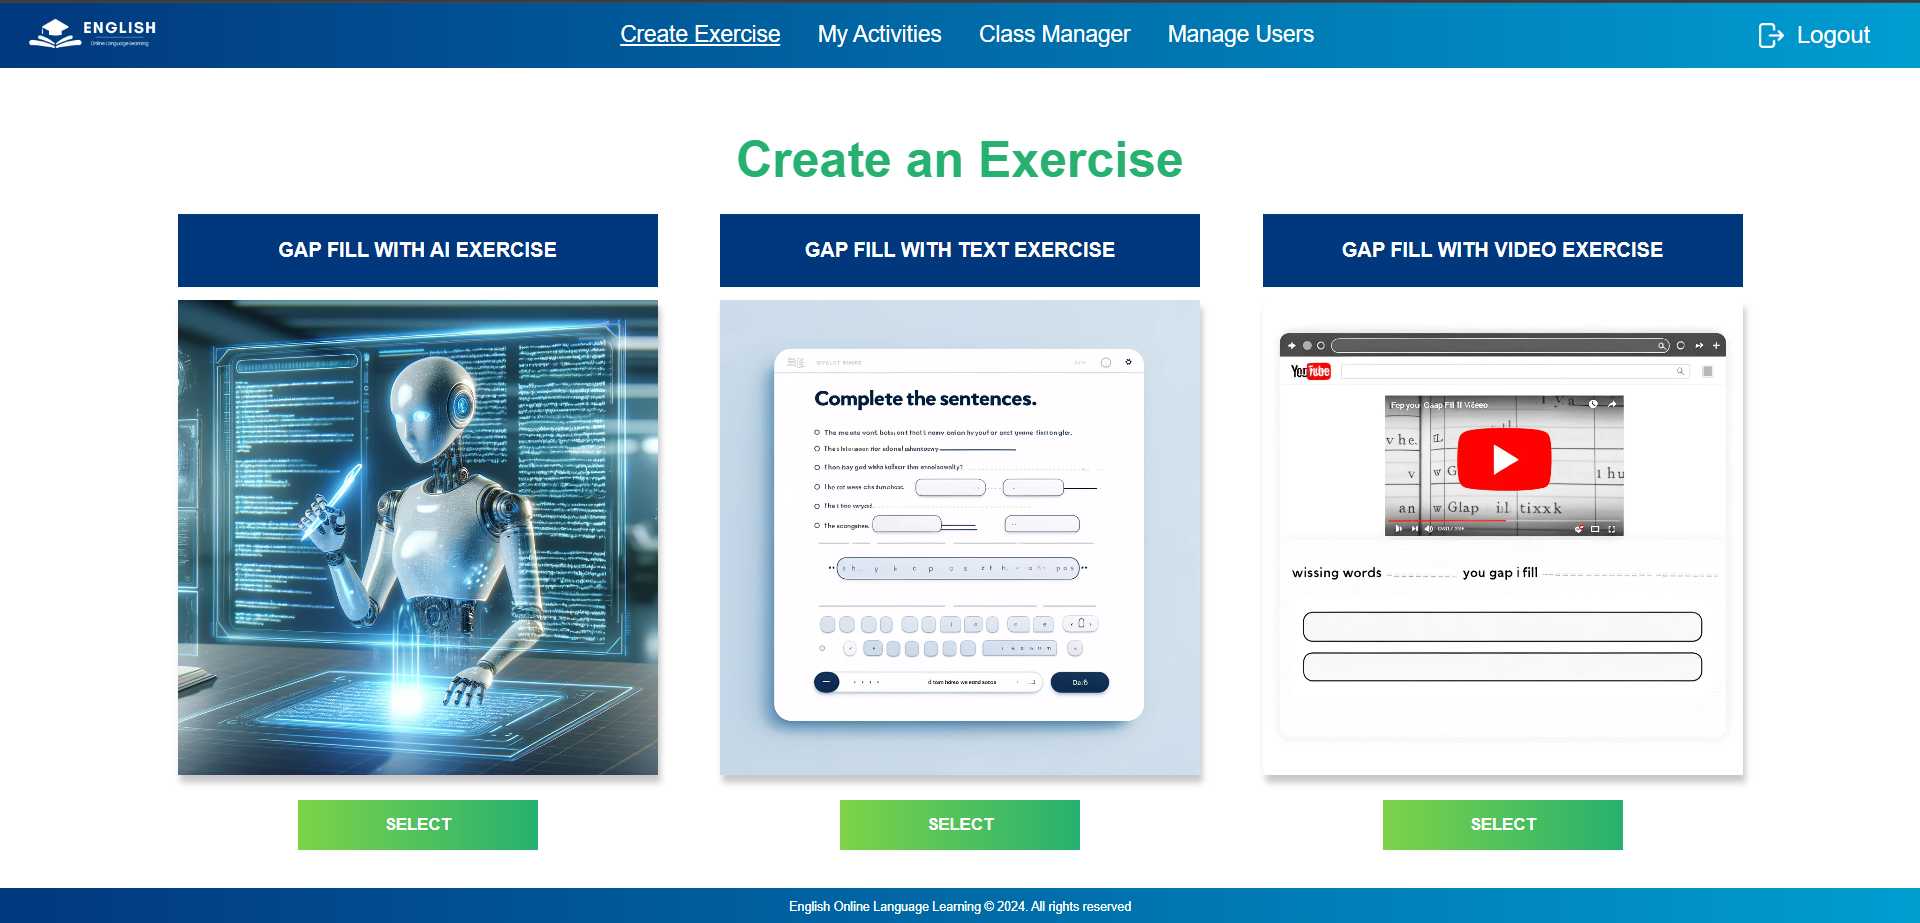 ENGLISH
Online Language learning
Create Exercise
My Activities
Class Manager
Manage Users
Logout
Create an Exercise
GAP FILL WITH AI EXERCISE
GAP FILL WITH TEXT EXERCISE
GAP FILL WITH VIDEO EXERCISE
Complete the sentences.
YouTube
wissing words
you gap i fill
SELECT
SELECT
SELECT
English Online Language Learning © 2024. All rights reserved